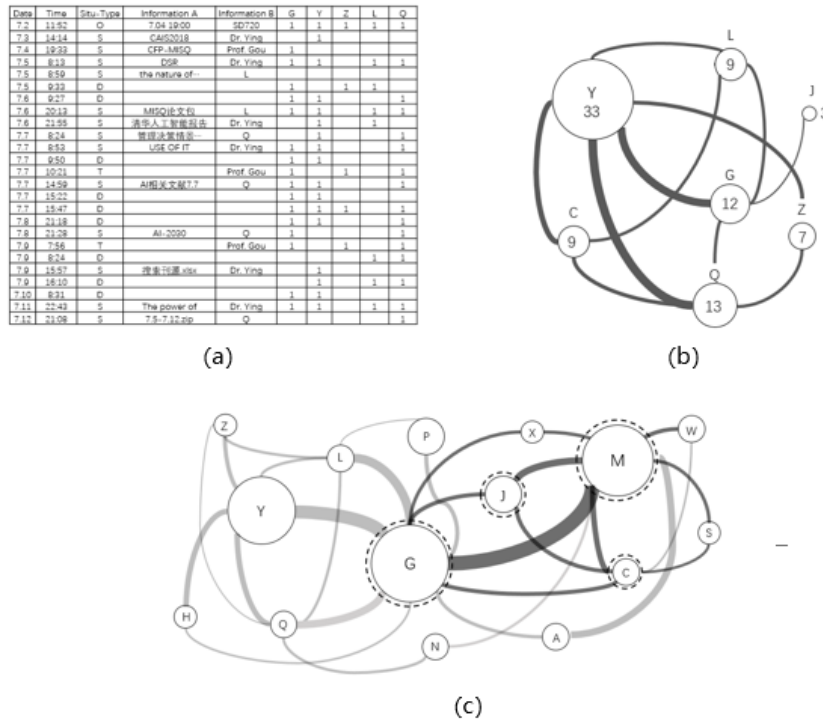 Date Time Situ-Type Information A Information B G Y Z L Q
7.2 11:52 O 7.04 19:00 SD720 1 1 1 1 1
7.3 14:14 S CAIS2018 Dr. Ying 1
7.4 19:33 S CFP-MISQ Prof. Gou 1
7.5 8:13 S DSR Dr. Ying 1 1 1 1
7.5 8:59 S the nature of··· L
7.5 9:33 D 1 1 1
7.6 9:27 D 1 1 1
7.6 20:13 S MISQ论文包 L 1 1 1 1
7.6 21:55 S 清华人工智能报告 Dr. Ying 1 1
7.7 8:24 S Q 1 1
7.7 8:53 S USE OF IT Dr. Ying 1 1 1
7.7 9:50 D 1 1
7.7 10:21 T Prof. Gou 1 1 1
7.7 14:59 S AI相关文献7.7 Q 1 1 1
7.7 15:22 D 1 1
7.7 15:47 D 1 1 1 1
7.8 21:18 D 1 1 1
7.8 21:28 S AI-2030 Q 1 1
7.9 7:56 T Prof. Gou 1 1 1
7.9 8:24 D 1 1
7.9 15:57 S 搜索刊源.xlsx Dr. Ying 1
7.9 16:10 D 1 1 1
7.10 8:31 D 1 1
7.11 22:43 S The power of Dr. Ying 1 1 1 1
7.12 21:08 S 7.5-7.12.zip Q 1
(a)
L
9
Y
33
J
3
G
12
Z
7
C
9
Q
13
(b)
Z
P
X
W
L
M
J
Y
S
G
C
H
Q
N
A
(c)